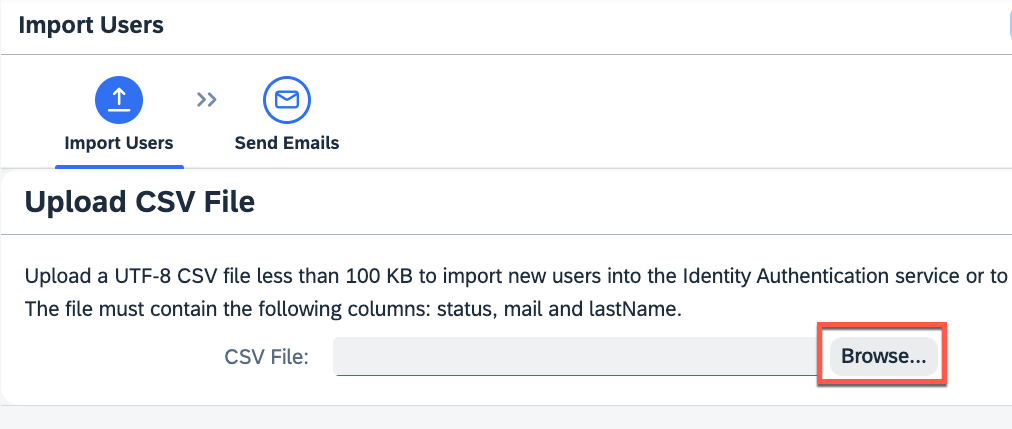 Import Users
Import Users
Send Emails
Upload CSV File
Upload a UTF-8 CSV file less than 100 KB to import new users into the Identity Authentication service or to
The file must contain the following columns: status, mail and lastName.
CSV File:
Browse...